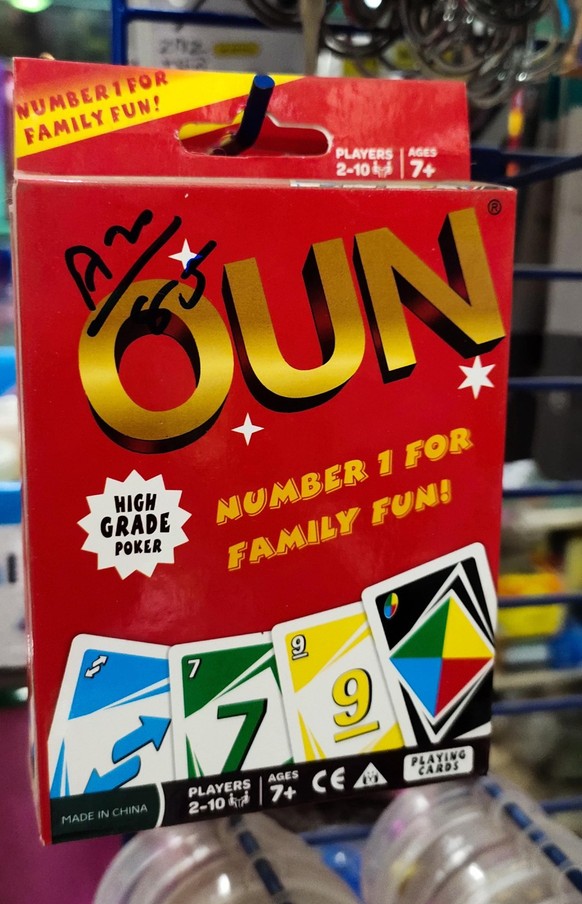 NUMBER 1 FOR
FAMILY FUN!
PLAYERS
2-10
AGES
7+
OUN®
NUMBER 1 FOR
FAMILY FUN!
HIGH
GRADE
POKER
7
7
9
9
MADE IN CHINA
PLAYERS
2-10
AGES
7+
CE
PLAYING
CARDS